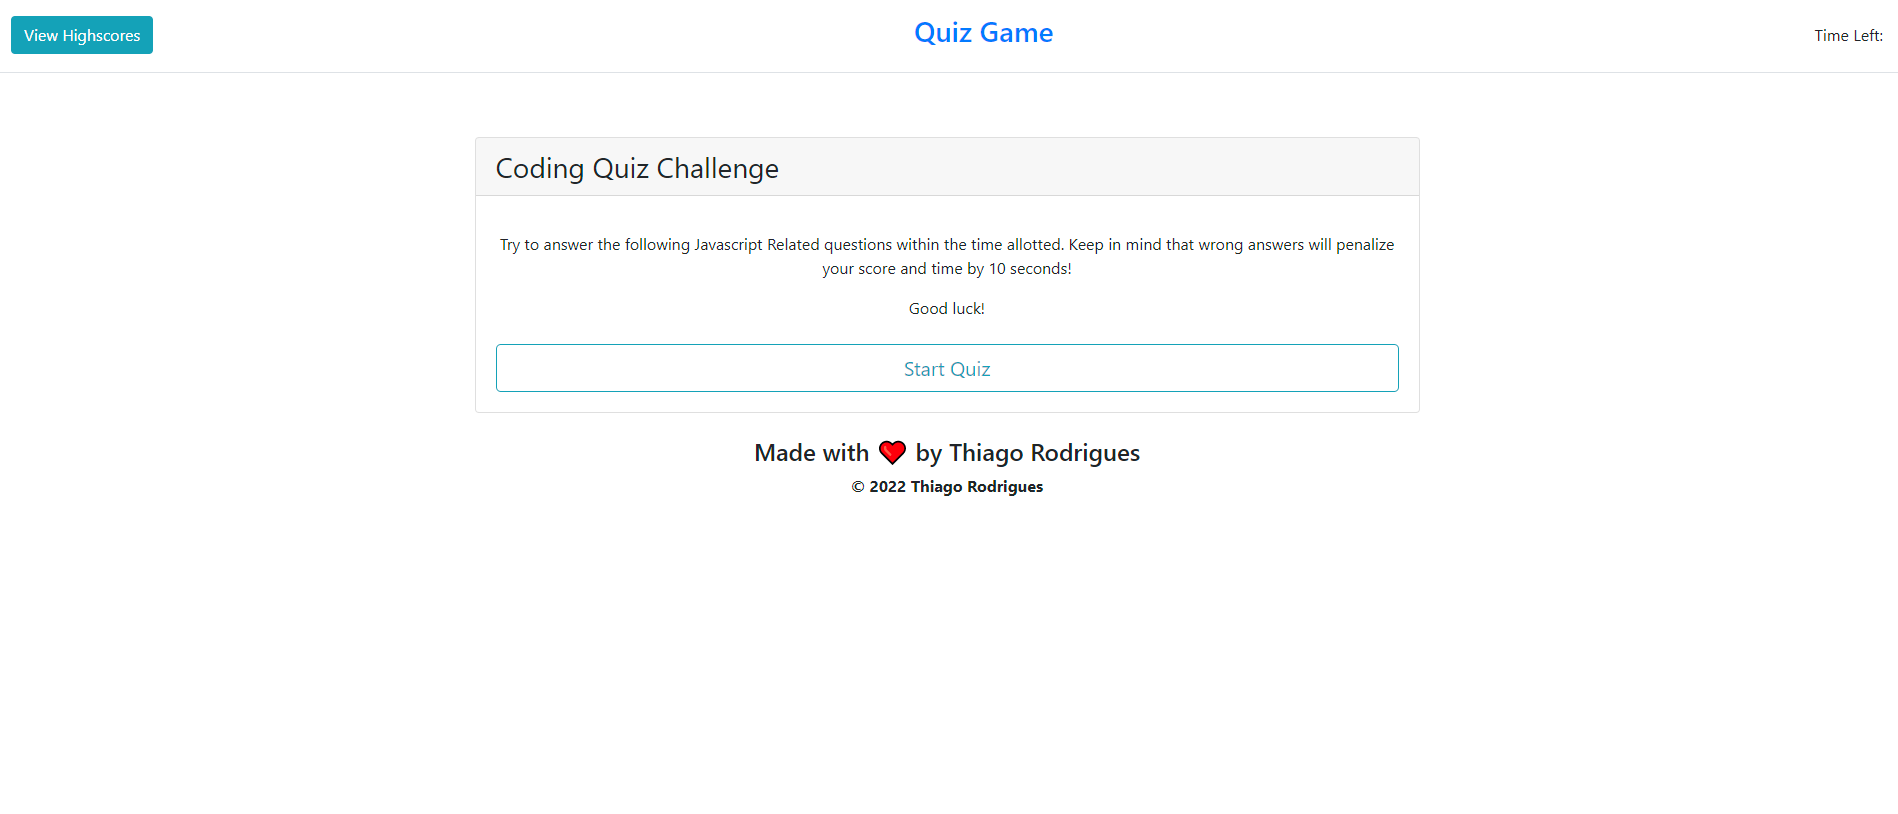 View Highscores
Quiz Game
Time Left:
Coding Quiz Challenge
Try to answer the following Javascript Related questions within the time allotted. Keep in mind that wrong answers will penalize
your score and time by 10 seconds!
Good luck!
Start Quiz
Made with ❤ by Thiago Rodrigues
© 2022 Thiago Rodrigues